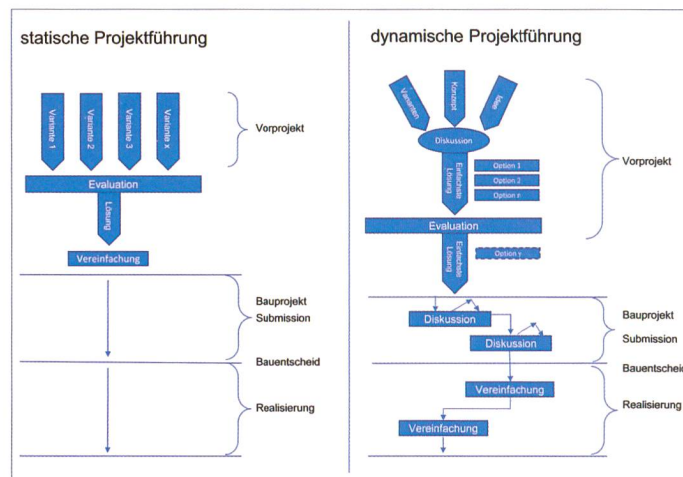 statische Projektführung
Variante 1
Variante 2
Variante 3
Variante x
Vorprojekt
Evaluation
Lösung
Vereinfachung
Bauprojekt
Submission
Bauentscheid
Realisierung
dynamische Projektführung
Varianten
Konzept
Idee
Diskussion
Einfachste
Lösung
Option 1
Option 2
Option n
Vorprojekt
Evaluation
Einfachste
Lösung
Option y
Diskussion
Diskussion
Bauprojekt
Submission
Bauentscheid
Vereinfachung
Vereinfachung
Realisierung